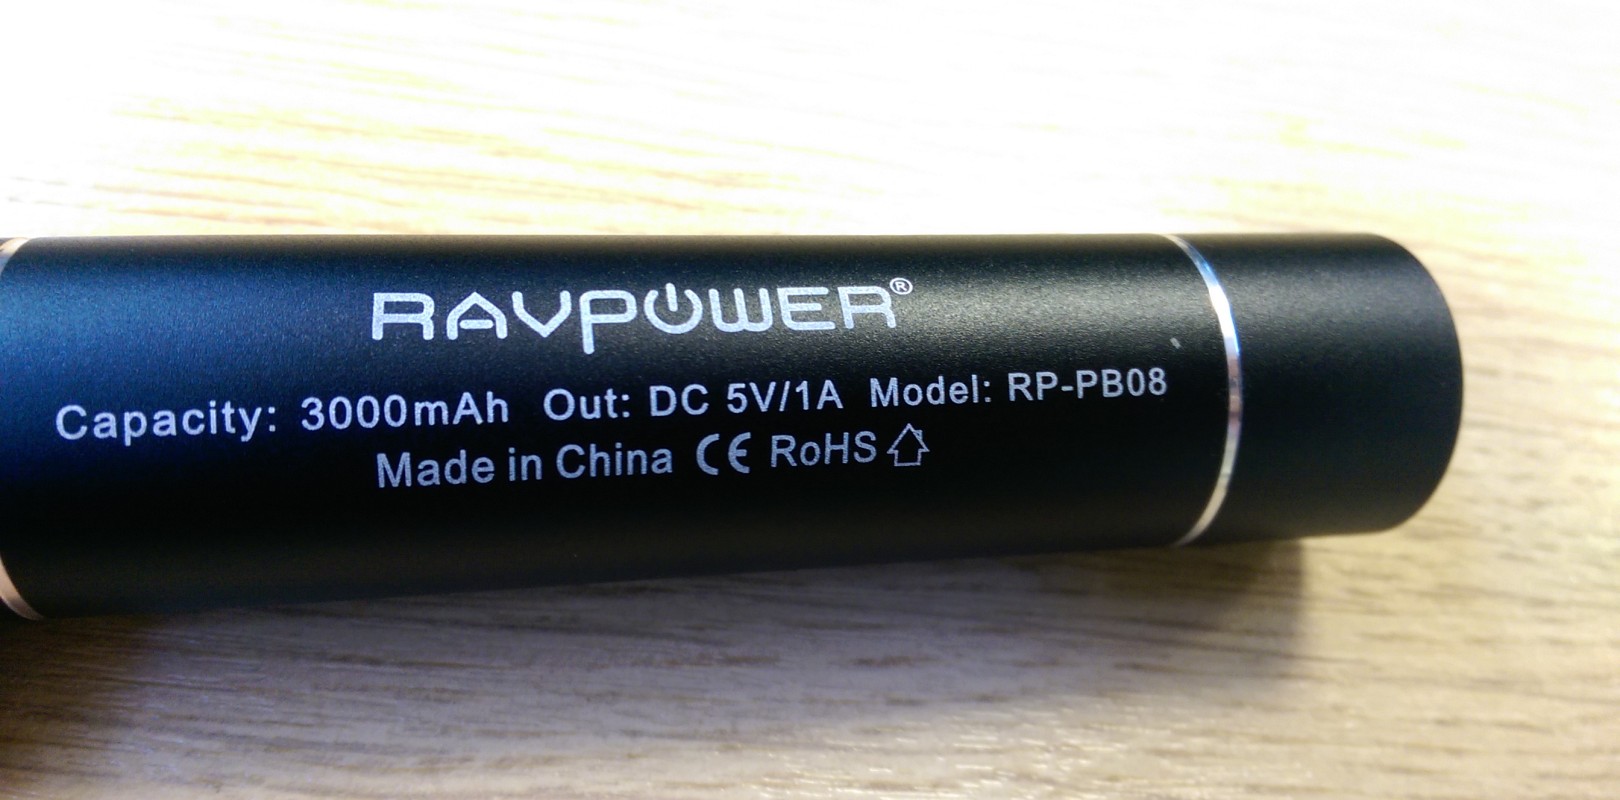 RAVPOWER®
Capacity: 3000mAh Out: DC 5V/1A Model: RP-PB08
Made in China CE RoHS